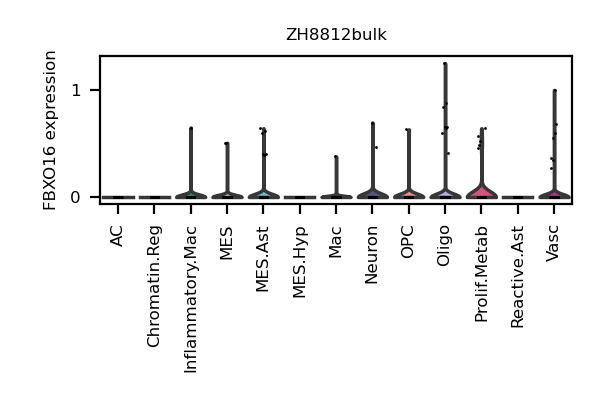 ZH8812bulk
FBXO16 expression
1
0
AC
Chromatin.Reg
Inflammatory.Mac
MES
MES.Ast
MES.Hyp
Mac
Neuron
OPC
Oligo
Prolif.Metab
Reactive.Ast
Vasc